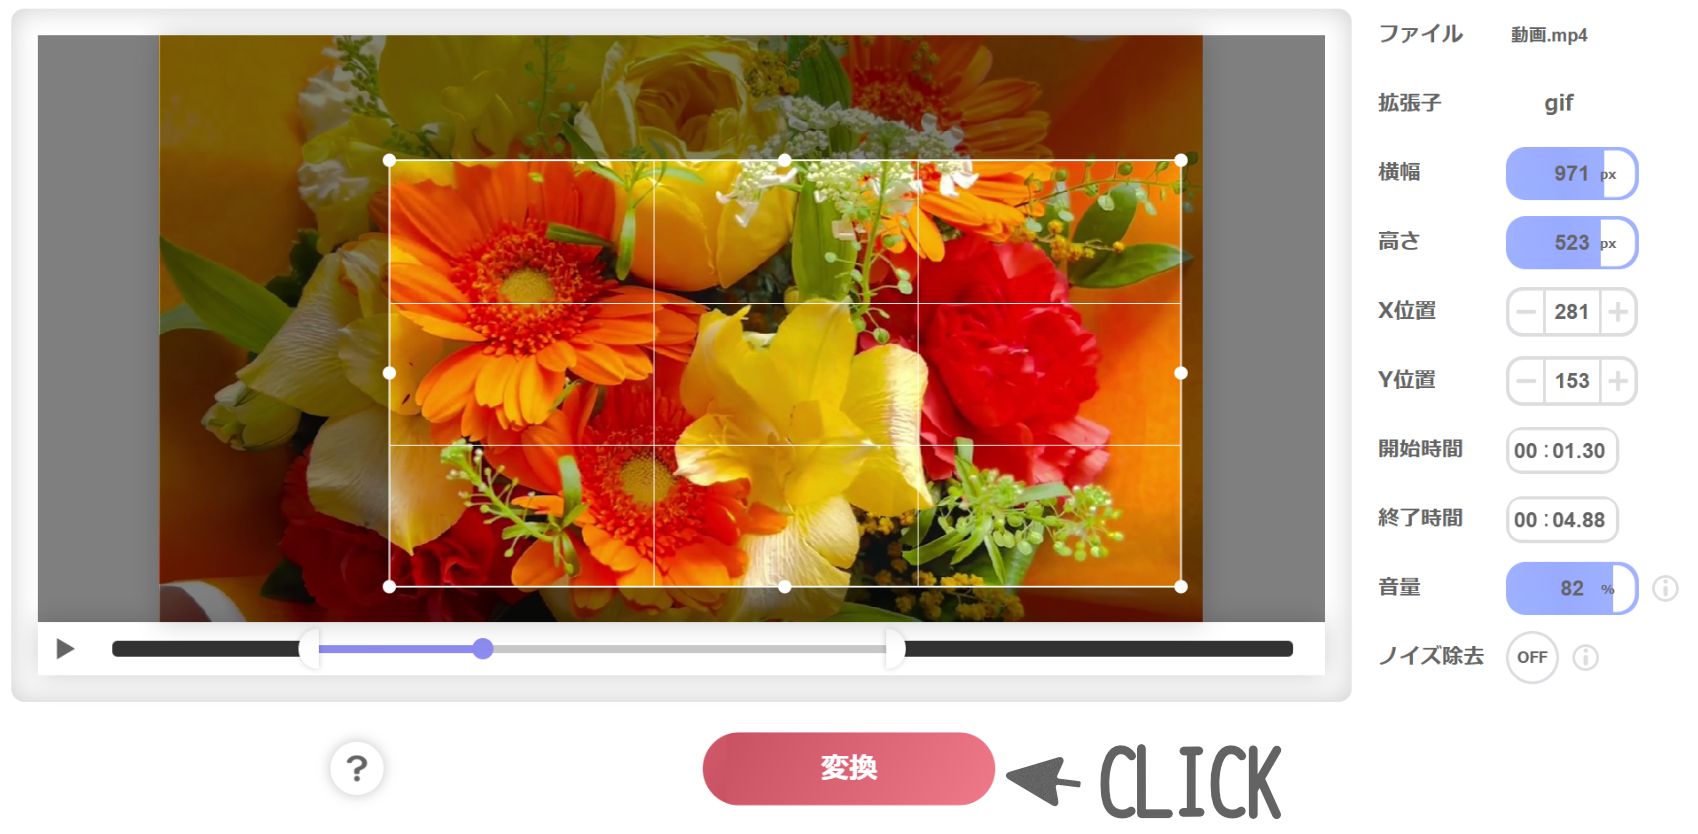 ファイル 動画.mp4
拡張子 gif
横幅 971 px
高さ 523 px
X位置 − 281 +
Y位置 − 153 +
開始時間 00 : 01.30
終了時間 00 : 04.88
音量 82 % i
ノイズ除去 OFF i
? 変換 CLICK